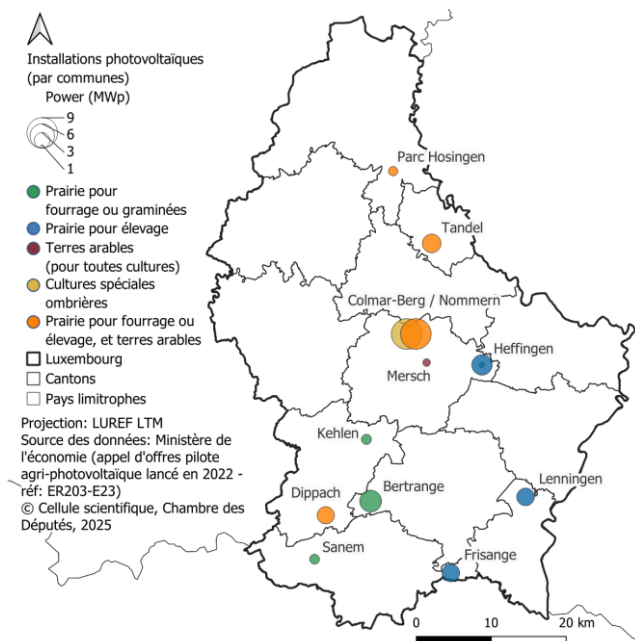 Installations photovoltaïques
(par communes)
Power (MWp)
9
6
3
1
Prairie pour
fourrage ou graminées
Prairie pour élevage
Terres arables
(pour toutes cultures)
Cultures spéciales
ombrières
Prairie pour fourrage ou
élevage, et terres arables
Luxembourg
Cantons
Pays limitrophes
Projection: LUREF LTM
Source des données: Ministère de
l'économie (appel d'offres pilote
agri-photovoltaïque lancé en 2022 -
réf: ER203-E23)
© Cellule scientifique, Chambre des
Députés, 2025
Parc Hosingen
Tandel
Colmar-Berg / Nommern
Heffingen
Mersch
Kehlen
Lenningen
Bertrange
Dippach
Sanem
Frisange
0 10 20 km